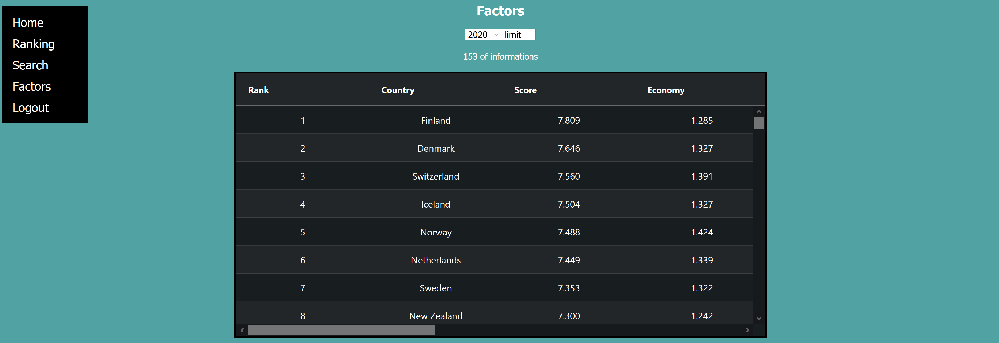 Home
Ranking
Search
Factors
Logout
Factors
2020 limit
153 of informations
Rank Country Score Economy
1 Finland 7.809 1.285
2 Denmark 7.646 1.327
3 Switzerland 7.560 1.391
4 Iceland 7.504 1.327
5 Norway 7.488 1.424
6 Netherlands 7.449 1.339
7 Sweden 7.353 1.322
8 New Zealand 7.300 1.242